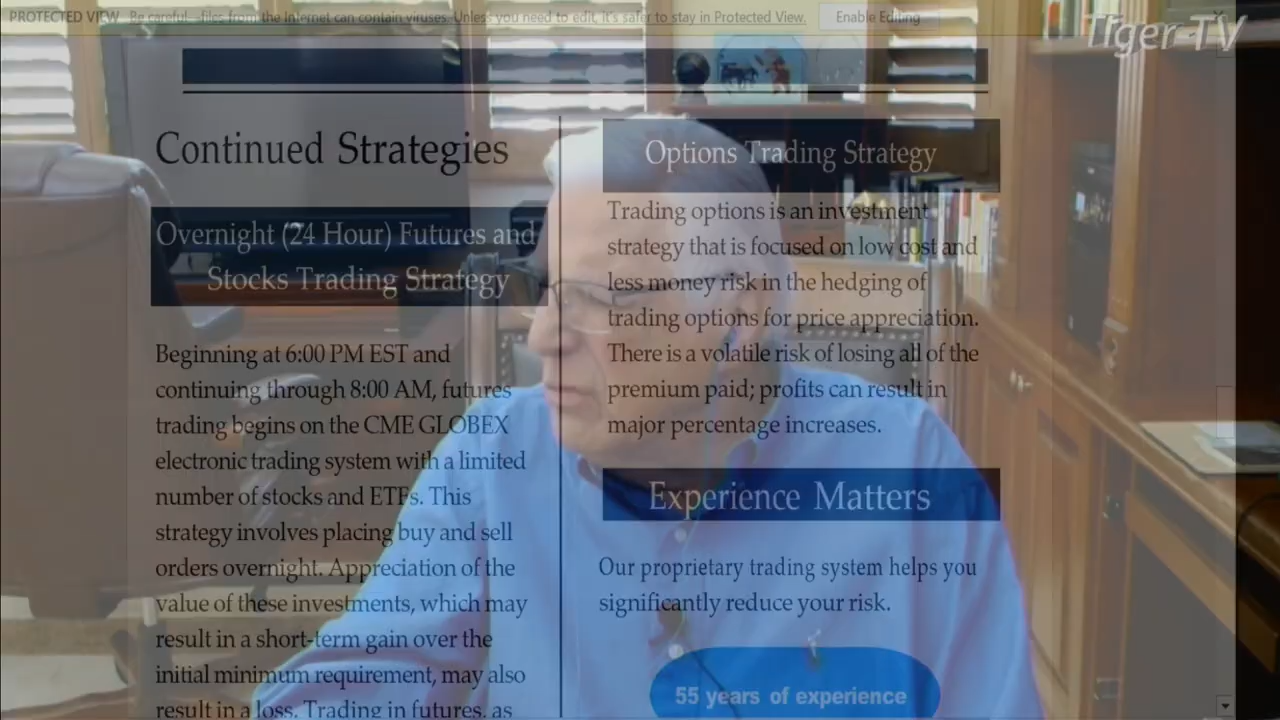 PROTECTED VIEW Be careful—files from the Internet can contain viruses. Unless you need to edit, it's safer to stay in Protected View. Enable Editing
Tiger TV
Continued Strategies
Overnight (24 Hour) Futures and
Stocks Trading Strategy
Beginning at 6:00 PM EST and
continuing through 8:00 AM, futures
trading begins on the CME GLOBEX
electronic trading system with a limited
number of stocks and ETFs. This
strategy involves placing buy and sell
orders overnight. Appreciation of the
value of these investments, which may
result in a short-term gain over the
initial minimum requirement, may also
result in a loss. Trading in futures, as
Options Trading Strategy
Trading options is an investment
strategy that is focused on low cost and
less money risk in the hedging of
trading options for price appreciation.
There is a volatile risk of losing all of the
premium paid; profits can result in
major percentage increases.
Experience Matters
Our proprietary trading system helps you
significantly reduce your risk.
55 years of experience